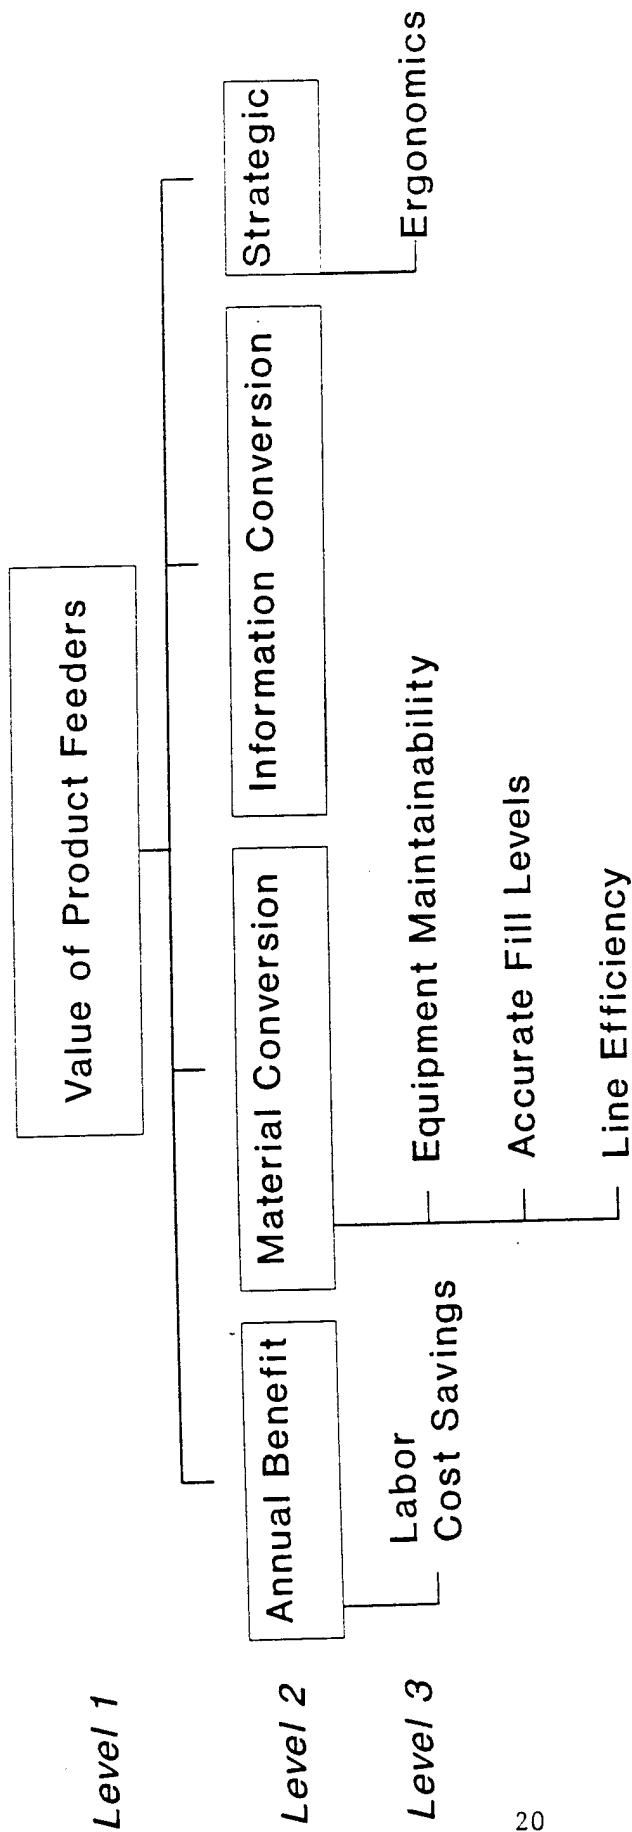 Level 1
Value of Product Feeders
Level 2
Annual Benefit
Material Conversion
Information Conversion
Strategic
Level 3
Labor
Cost Savings
Equipment Maintainability
Accurate Fill Levels
Line Efficiency
Ergonomics
20